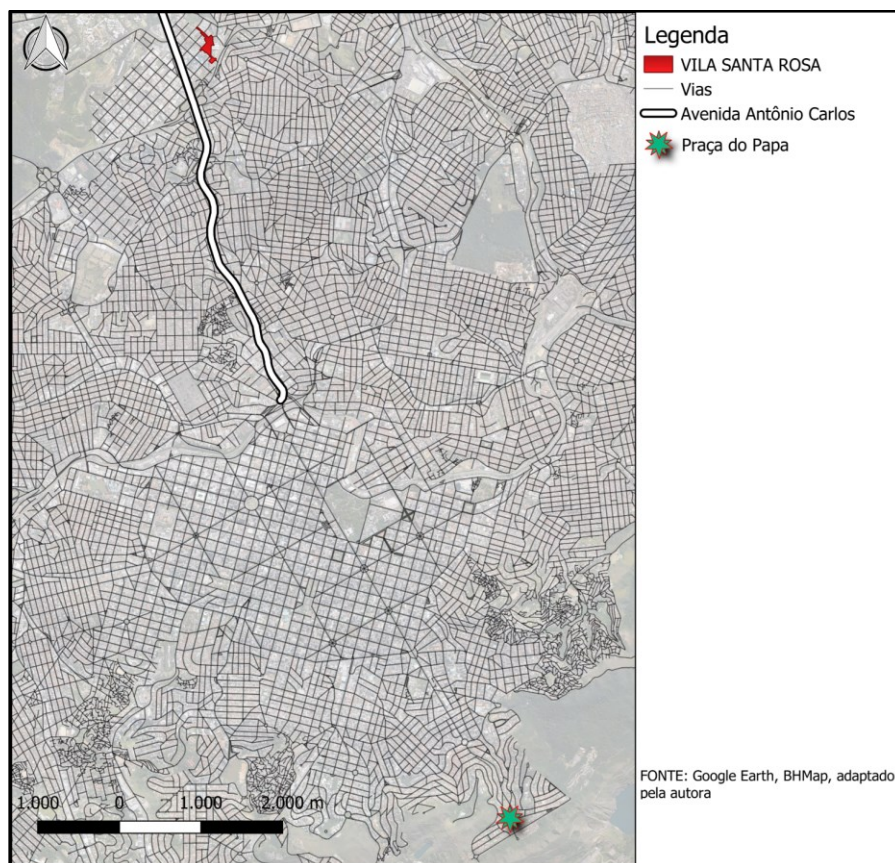 Legenda
VILA SANTA ROSA
Vias
Avenida Antônio Carlos
Praça do Papa
1.000 0 1.000 2.000 m
FONTE: Google Earth, BHMap, adaptado
pela autora